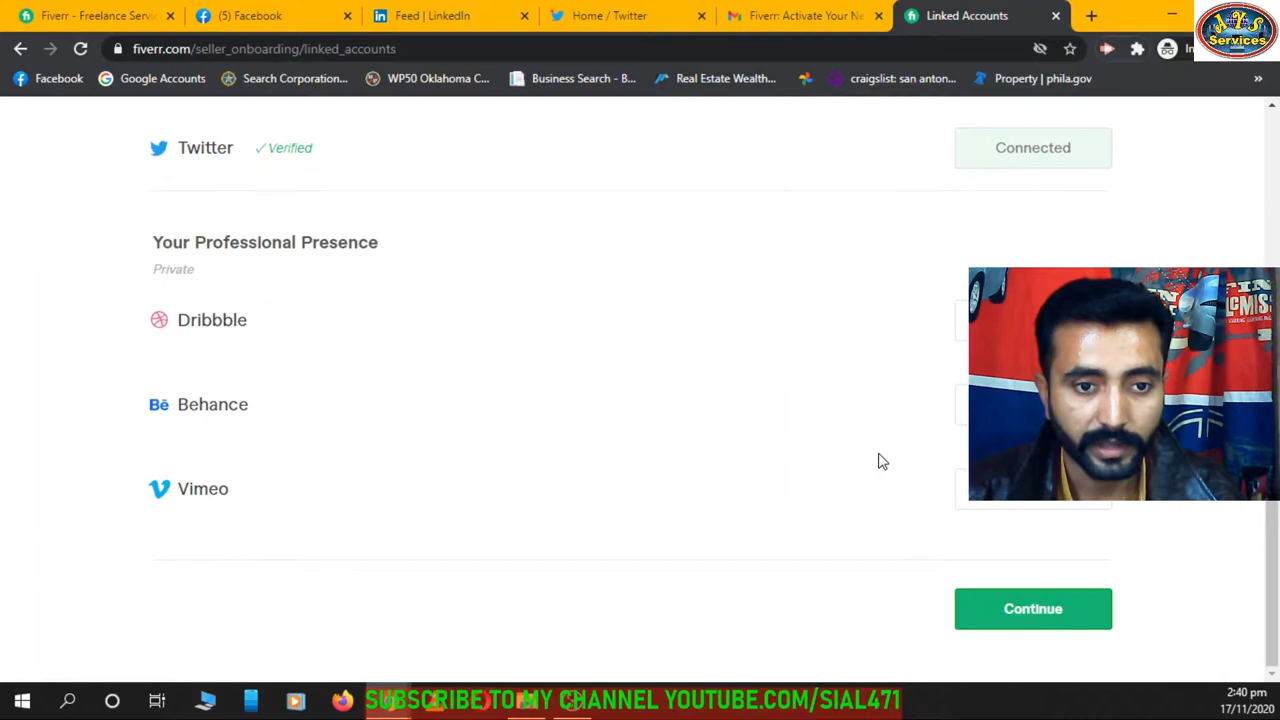 Fiverr - Freelance Servi
(5) Facebook
Feed | LinkedIn
Home / Twitter
Fiverr: Activate Your Ne
Linked Accounts
fiverr.com/seller_onboarding/linked_accounts
In
AYS
Services
Facebook
Google Accounts
Search Corporation...
WP50 Oklahoma C...
Business Search - B...
Real Estate Wealth...
craigslist: san anton...
Property | phila.gov
»
Twitter ✓ Verified
Connected
Your Professional Presence
Private
Dribbble
Bē Behance
Vimeo
Continue
SUBSCRIBE TO MY CHANNEL YOUTUBE.COM/SIAL471
2:40 pm
17/11/2020